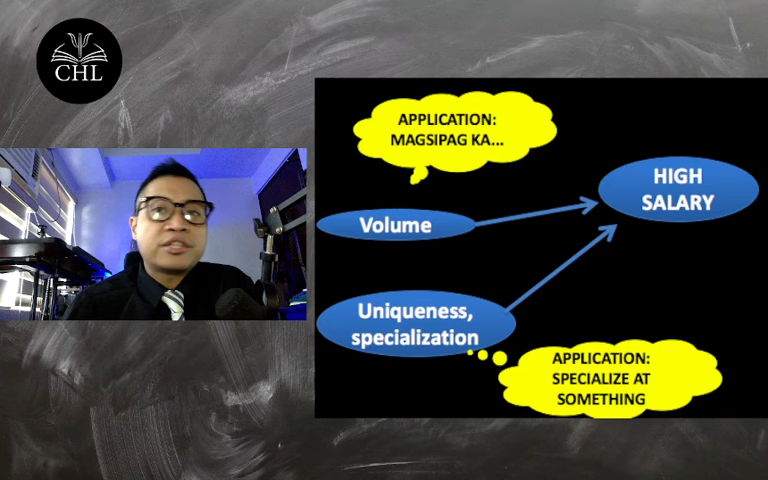 CHL
APPLICATION:
MAGSIPAG KA...
HIGH
SALARY
Volume
Uniqueness,
specialization
APPLICATION:
SPECIALIZE AT
SOMETHING